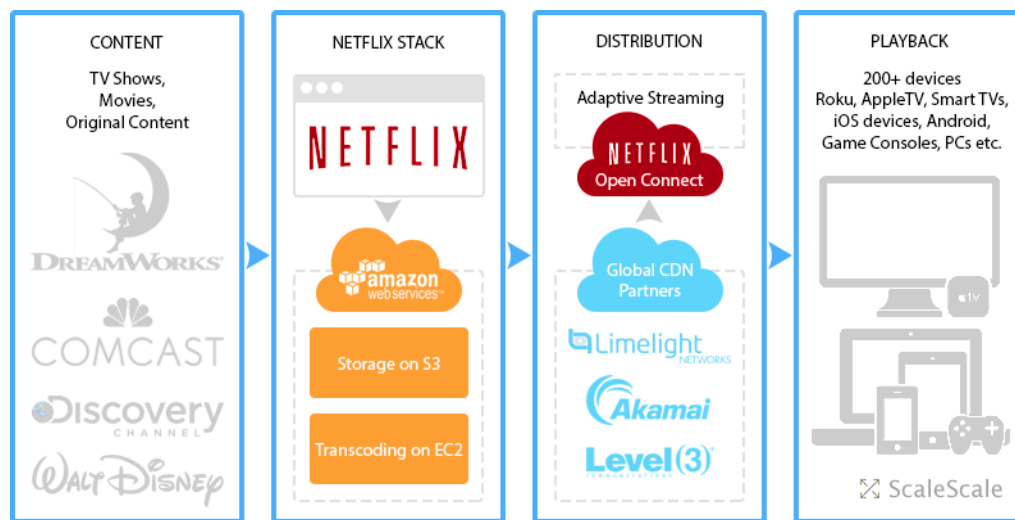 CONTENT
TV Shows,
Movies,
Original Content
DREAMWORKS
COMCAST
Discovery
CHANNEL
WALT DISNEY
NETFLIX STACK
NETFLIX
amazon
web services™
Storage on S3
Transcoding on EC2
DISTRIBUTION
Adaptive Streaming
NETFLIX
Open Connect
Global CDN
Partners
Limelight
NETWORKS
Akamai
Level(3)
COMMUNICATIONS
PLAYBACK
200+ devices
Roku, AppleTV, Smart TVs,
iOS devices, Android,
Game Consoles, PCs etc.
tv
ScaleScale